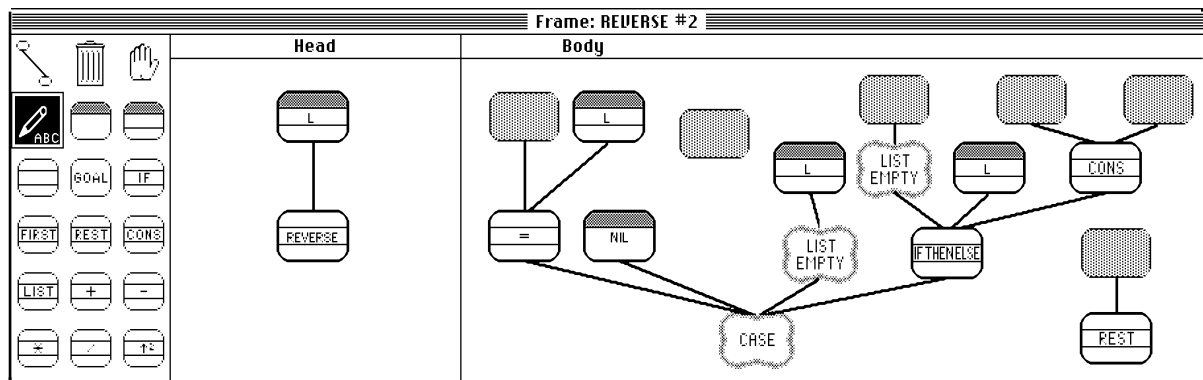 Frame: REVERSE #2
Head
Body
ABC
GOAL
IF
FIRST
REST
CONS
LIST
+
-
*
/
↑2
L
REVERSE
L
L
LIST
EMPTY
L
CONS
=
NIL
LIST
EMPTY
IFTHENELSE
CASE
REST